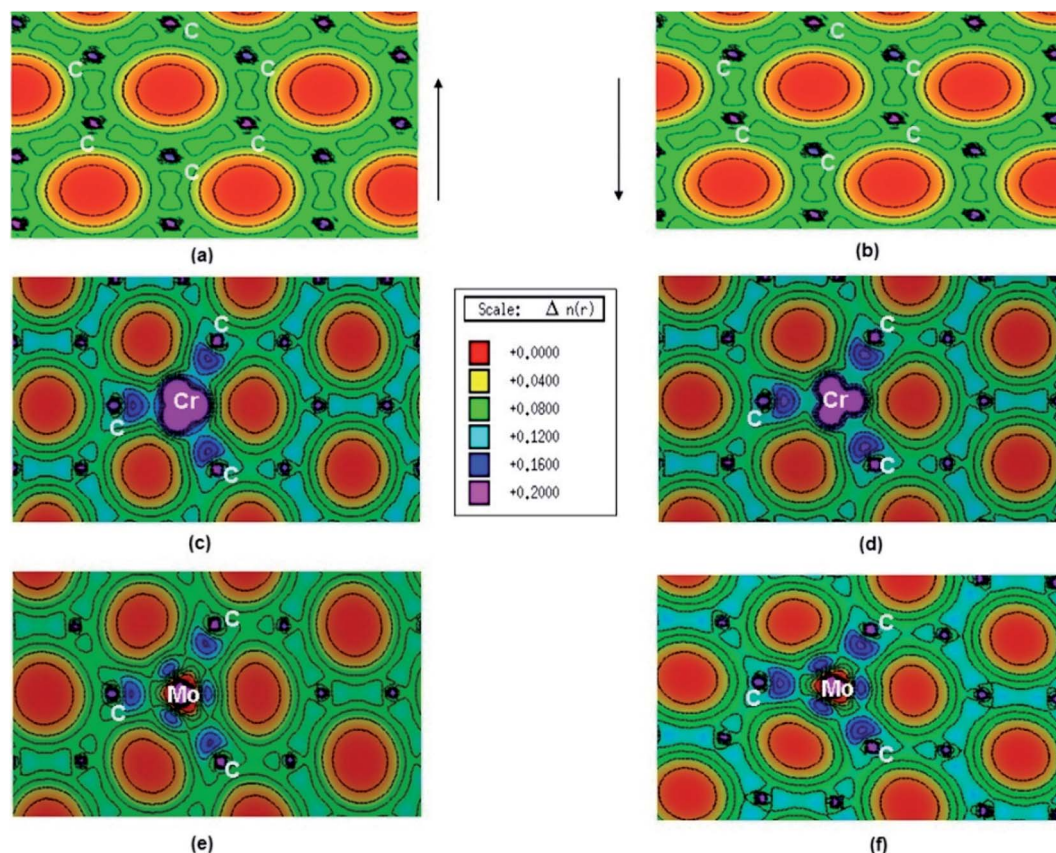 C
C C
C C
C
(a)
C C
C C
C
(b)
C
Cr
C
C
(c)
Scale: Δ n(r)
+0.0000
+0.0400
+0.0800
+0.1200
+0.1600
+0.2000
C
Cr
C
C
(d)
C
Mo
C
C
(e)
C
Mo
C
C
(f)